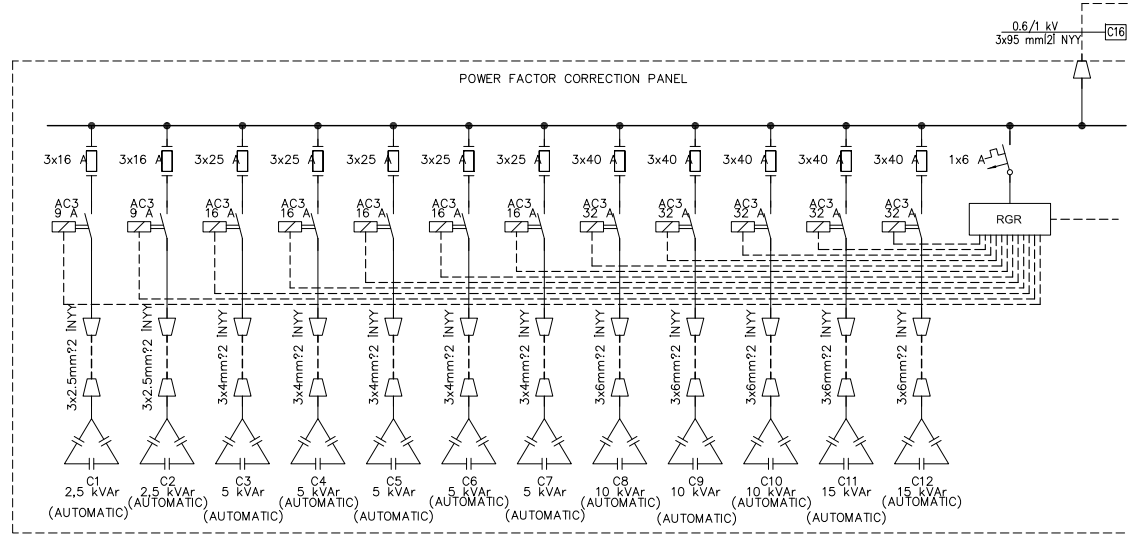 0.6/1 kV
C16
3x95 mm|2| NYY
POWER FACTOR CORRECTION PANEL
3x16 A 3x16 A 3x25 A 3x25 A 3x25 A 3x25 A 3x25 A 3x40 A 3x40 A 3x40 A 3x40 A 3x40 A 1x6 A
AC3 AC3 AC3 AC3 AC3 AC3 AC3 AC3 AC3 AC3 AC3 AC3
9 A 9 A 16 A 16 A 16 A 16 A 16 A 32 A 32 A 32 A 32 A 32 A
RGR
3x2.5mm?2 İNYY
3x2.5mm?2 İNYY
3x4mm?2 İNYY
3x4mm?2 İNYY
3x4mm?2 İNYY
3x4mm?2 İNYY
3x4mm?2 İNYY
3x6mm?2 İNYY
3x6mm?2 İNYY
3x6mm?2 İNYY
3x6mm?2 İNYY
3x6mm?2 İNYY
C1 C2 C3 C4 C5 C6 C7 C8 C9 C10 C11 C12
2,5 kVAr 2,5 kVAr 5 kVAr 5 kVAr 5 kVAr 5 kVAr 5 kVAr 10 kVAr 10 kVAr 10 kVAr 15 kVAr 15 kVAr
(AUTOMATIC) (AUTOMATIC) (AUTOMATIC) (AUTOMATIC) (AUTOMATIC) (AUTOMATIC) (AUTOMATIC) (AUTOMATIC) (AUTOMATIC) (AUTOMATIC) (AUTOMATIC) (AUTOMATIC)